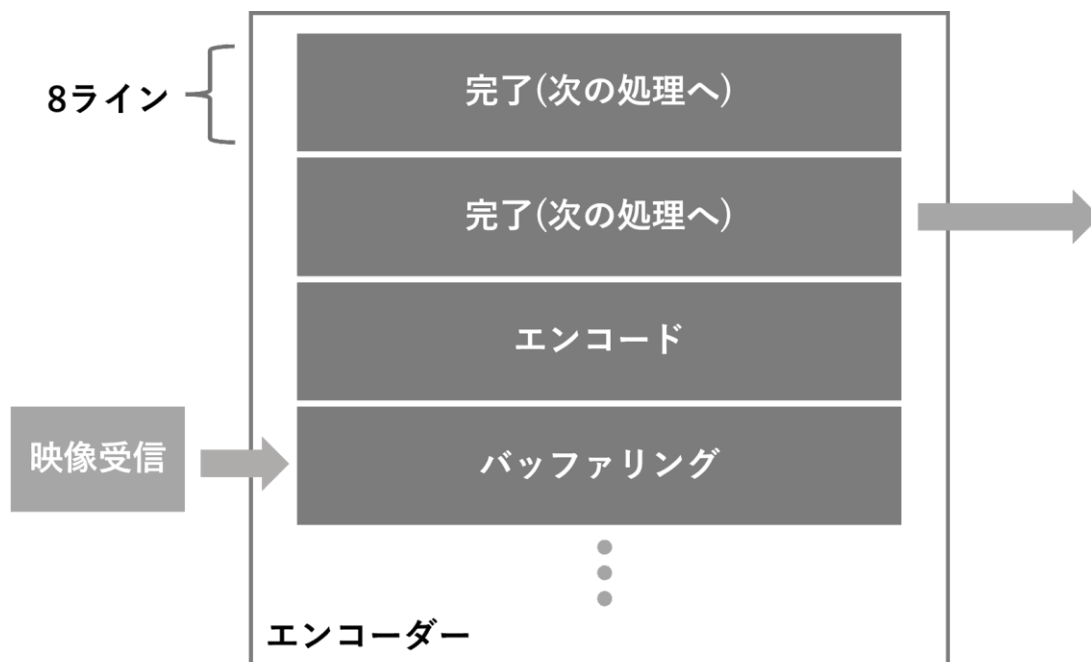 8ライン
完了(次の処理へ)
完了(次の処理へ)
エンコード
映像受信
バッファリング
エンコーダー